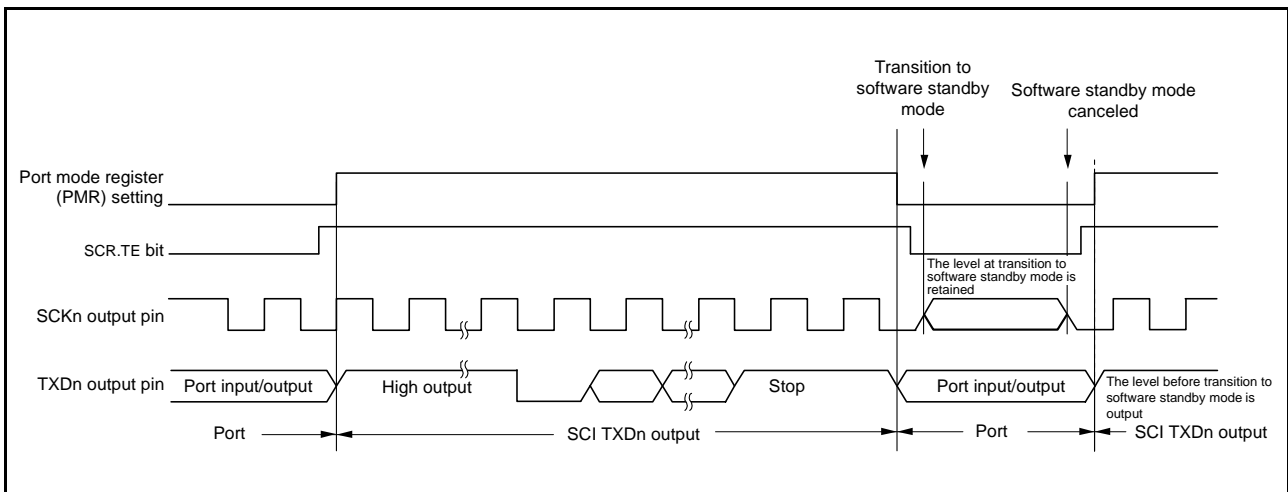 Transition to
software standby
mode
Software standby mode
canceled
Port mode register
(PMR) setting
SCR.TE bit
The level at transition to
software standby mode is
retained
SCKn output pin
TXDn output pin
Port input/output
High output
Stop
Port input/output
The level before transition to
software standby mode is
output
Port
SCI TXDn output
Port
SCI TXDn output